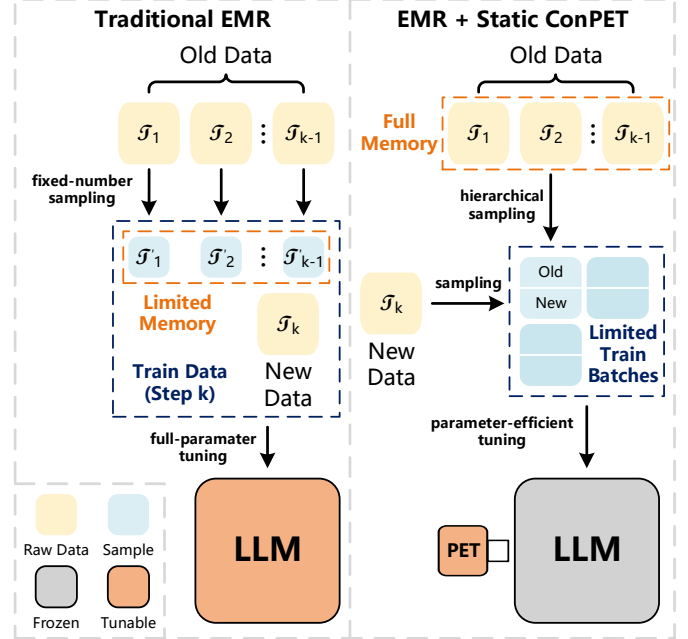 Traditional EMR
Old Data
𝒯1 𝒯2 ⋮ 𝒯k-1
fixed-number
sampling
𝒯'1 𝒯'2 ⋮ 𝒯'k-1
Limited
Memory
𝒯k
Train Data
(Step k)
New
Data
full-paramater
tuning
LLM
Raw Data
Sample
Frozen
Tunable
EMR + Static ConPET
Old Data
Full
Memory
𝒯1 𝒯2 ⋮ 𝒯k-1
hierarchical
sampling
𝒯k
New
Data
sampling
Old
New
Limited
Train
Batches
parameter-efficient
tuning
PET
LLM